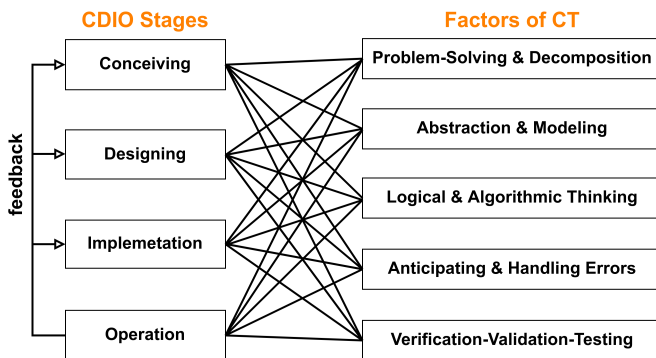 CDIO Stages
Factors of CT
Conceiving
Problem-Solving & Decomposition
Designing
Abstraction & Modeling
feedback
Logical & Algorithmic Thinking
Implemetation
Anticipating & Handling Errors
Operation
Verification-Validation-Testing